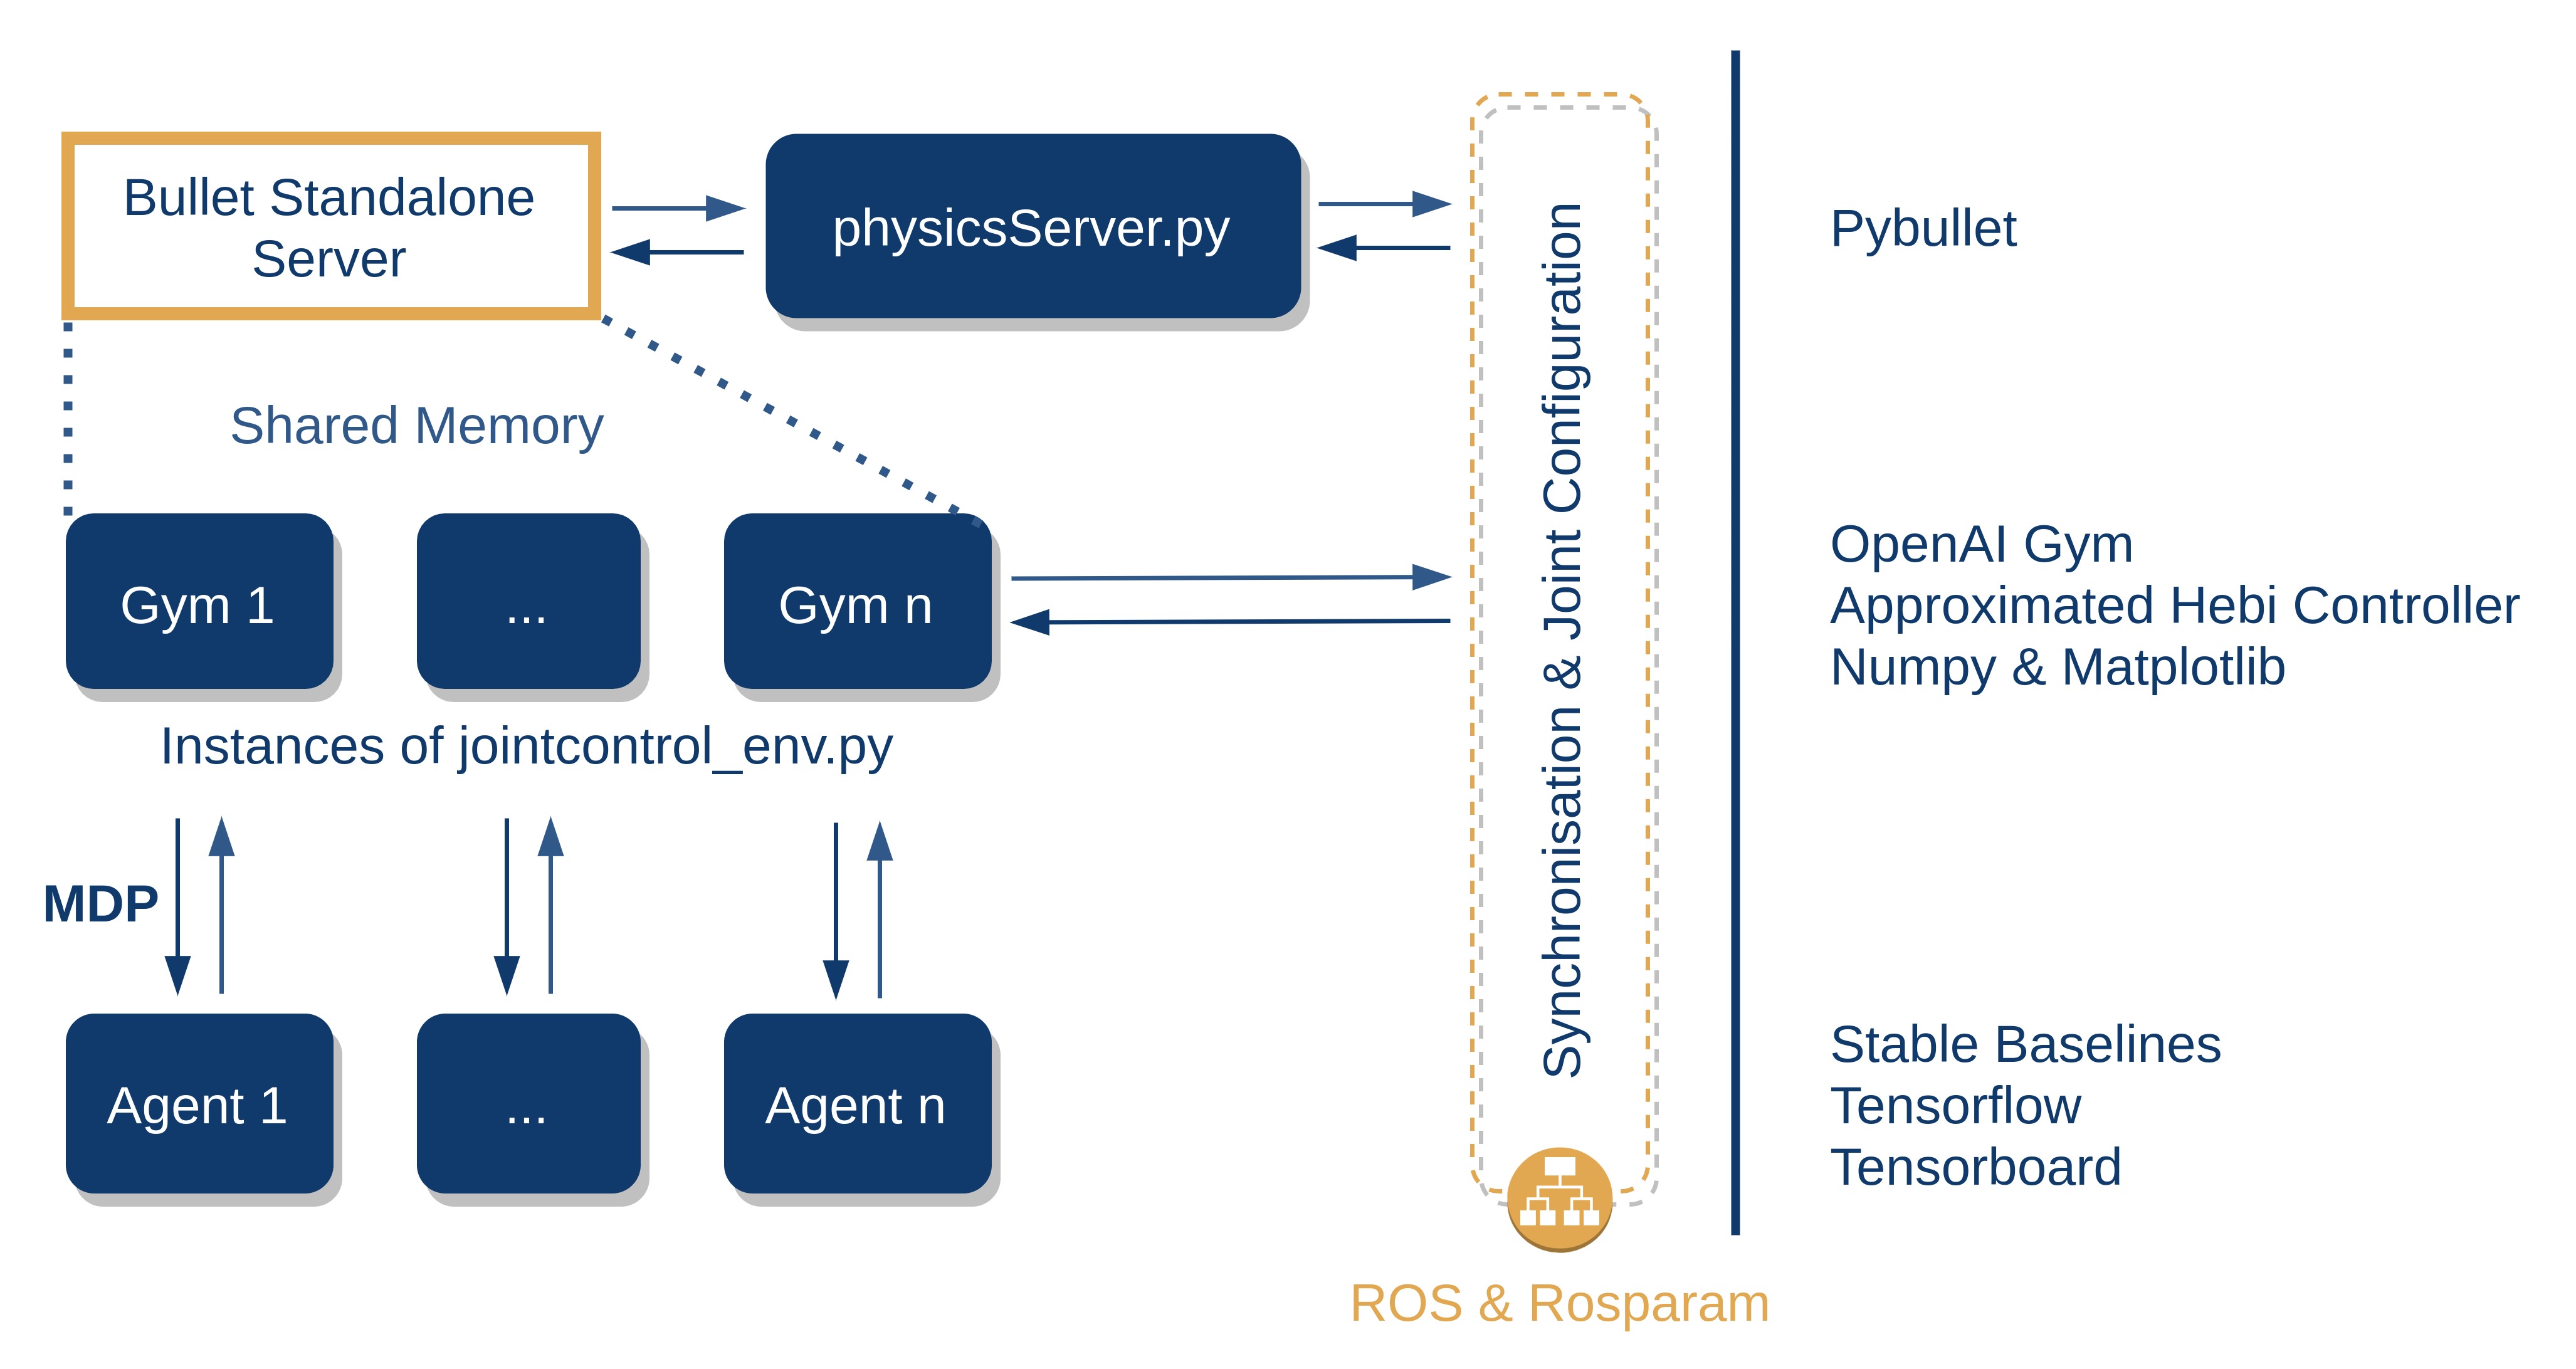 Bullet Standalone
Server
physicsServer.py
Pybullet
Shared Memory
Gym 1
...
Gym n
Instances of jointcontrol_env.py
OpenAI Gym
Approximated Hebi Controller
Numpy & Matplotlib
Synchronisation & Joint Configuration
MDP
Agent 1
...
Agent n
Stable Baselines
Tensorflow
Tensorboard
ROS & Rosparam